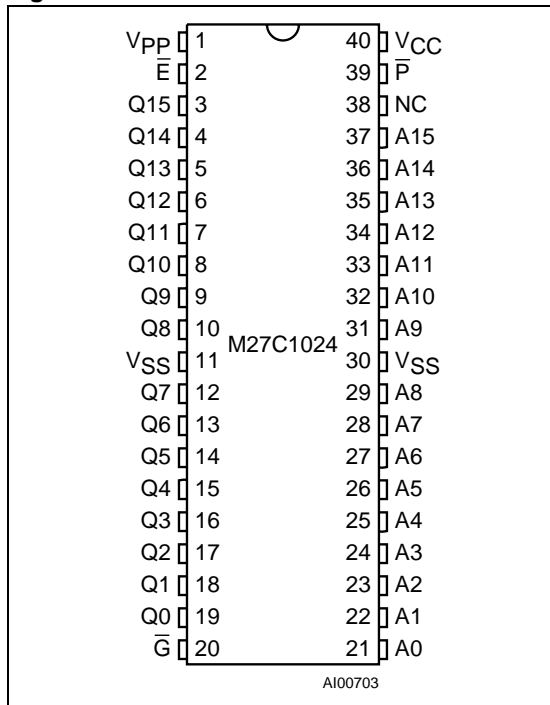 VPP 1 40 VCC
E̅ 2 39 P̅
Q15 3 38 NC
Q14 4 37 A15
Q13 5 36 A14
Q12 6 35 A13
Q11 7 34 A12
Q10 8 33 A11
Q9 9 32 A10
Q8 10 31 A9
M27C1024
VSS 11 30 VSS
Q7 12 29 A8
Q6 13 28 A7
Q5 14 27 A6
Q4 15 26 A5
Q3 16 25 A4
Q2 17 24 A3
Q1 18 23 A2
Q0 19 22 A1
G̅ 20 21 A0
AI00703